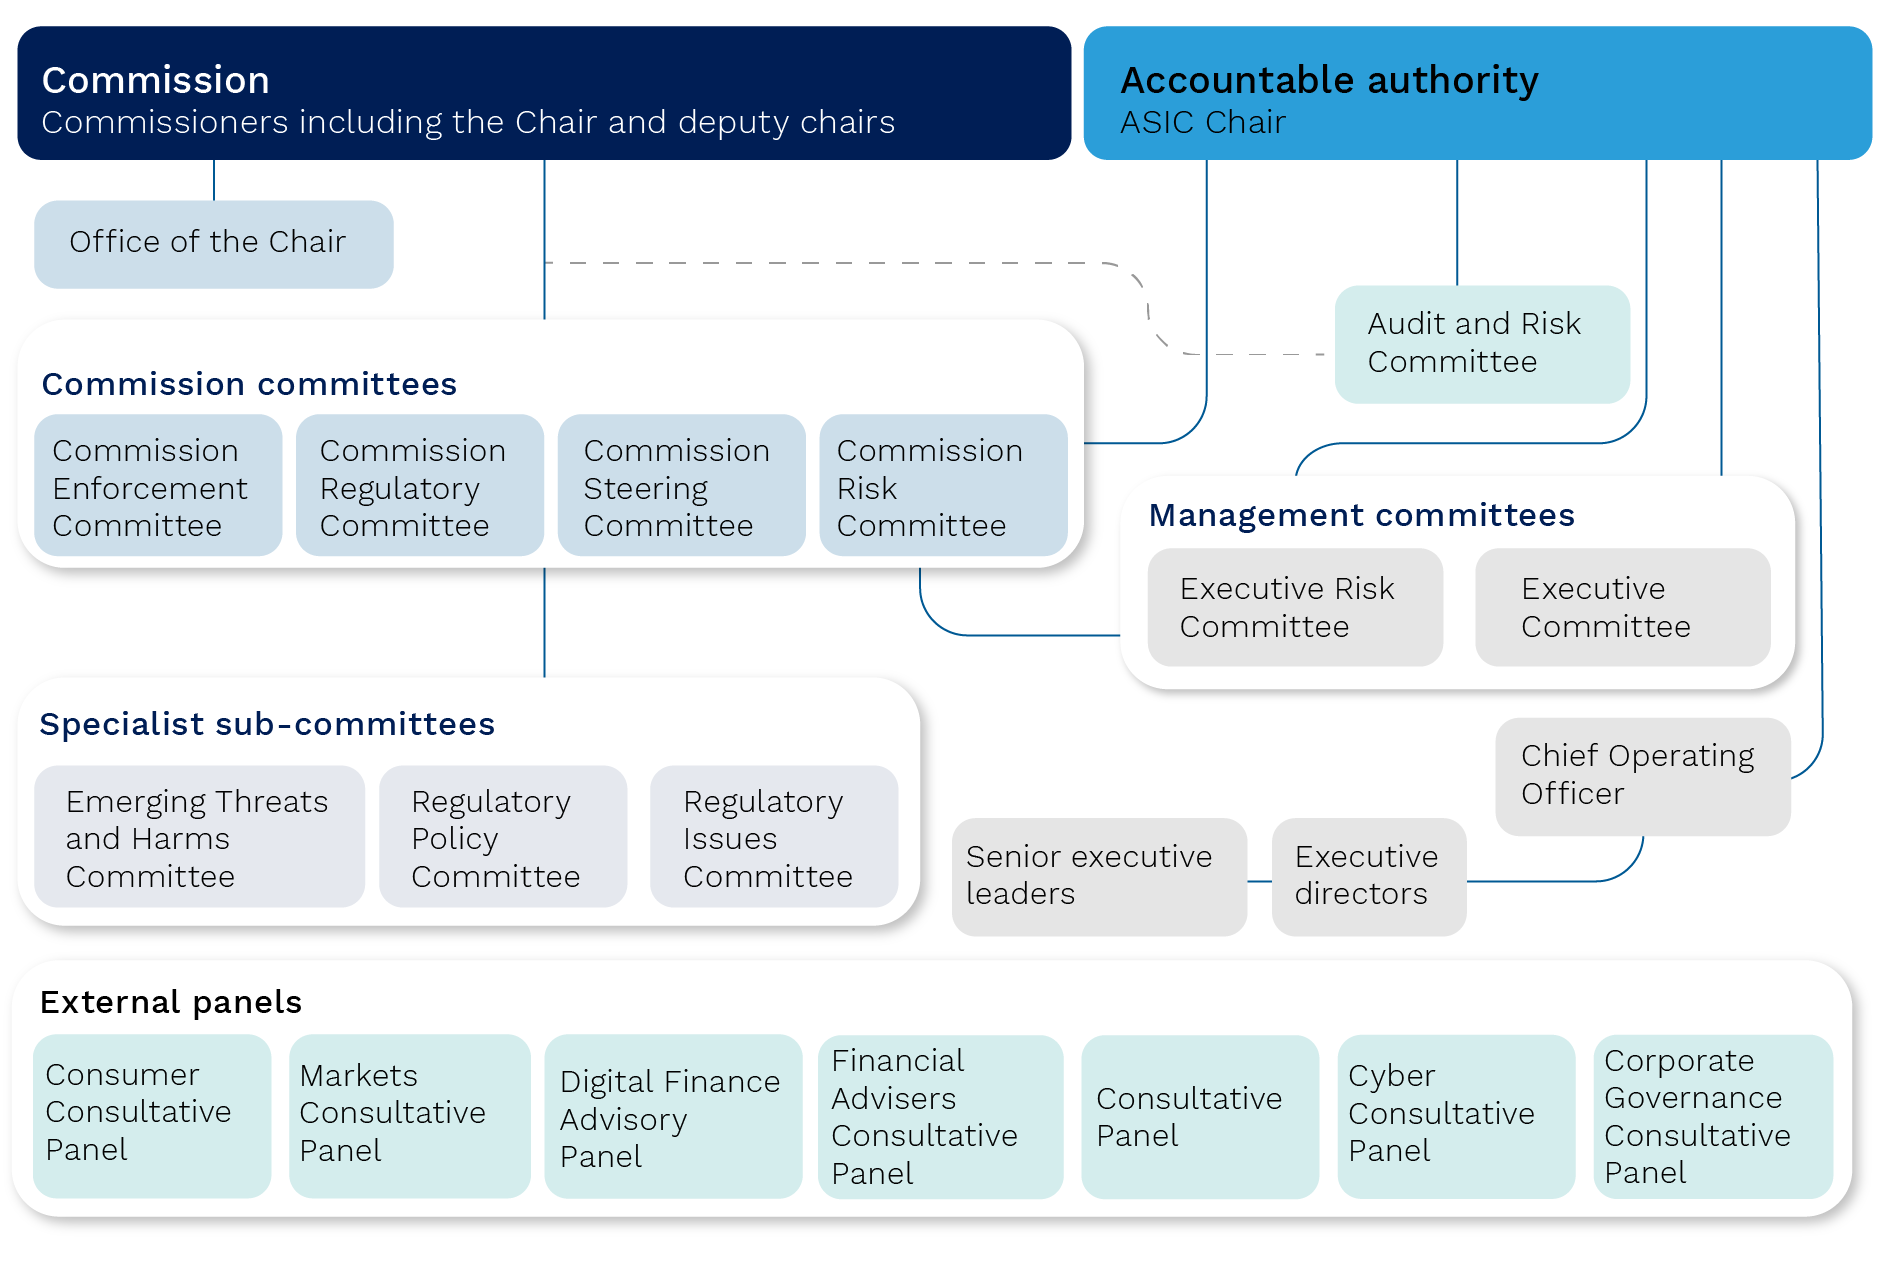 Commission
Commissioners including the Chair and deputy chairs
Accountable authority
ASIC Chair
Office of the Chair
Audit and Risk
Committee
Commission committees
Commission
Enforcement
Committee
Commission
Regulatory
Committee
Commission
Steering
Committee
Commission
Risk
Committee
Management committees
Executive Risk
Committee
Executive
Committee
Specialist sub-committees
Emerging Threats
and Harms
Committee
Regulatory
Policy
Committee
Regulatory
Issues
Committee
Chief Operating
Officer
Senior executive
leaders
Executive
directors
External panels
Consumer
Consultative
Panel
Markets
Consultative
Panel
Digital Finance
Advisory
Panel
Financial
Advisers
Consultative
Panel
Consultative
Panel
Cyber
Consultative
Panel
Corporate
Governance
Consultative
Panel